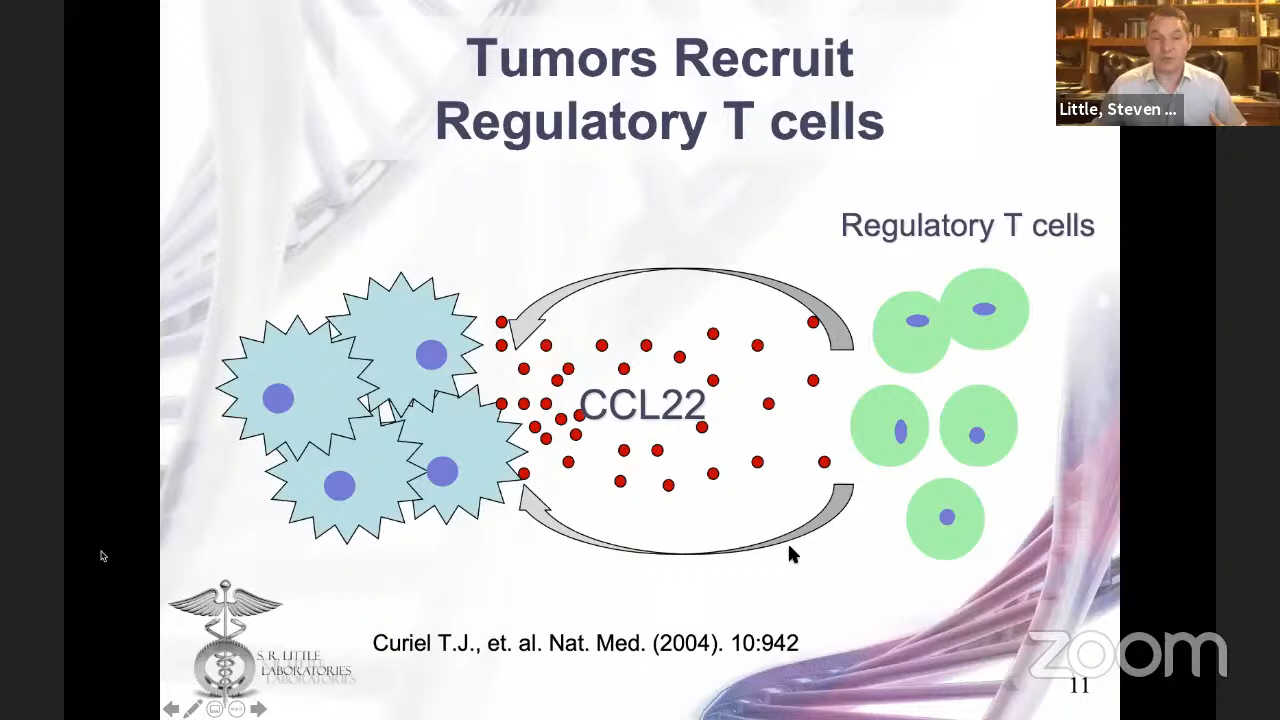 Tumors Recruit
Regulatory T cells
Little, Steven ...
Regulatory T cells
CCL22
Curiel T.J., et. al. Nat. Med. (2004). 10:942
S. R. LITTLE
LABORATORIES
zoom
11